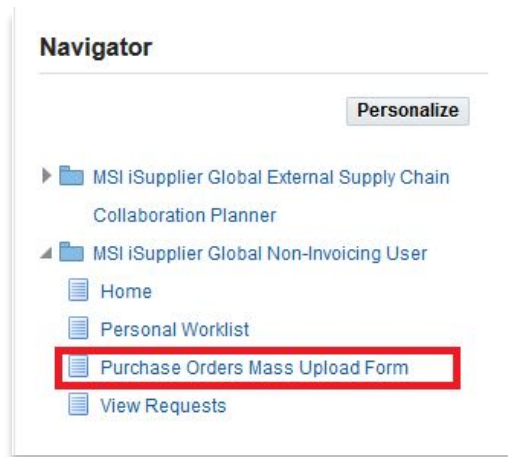 Navigator
Personalize
MSI iSupplier Global External Supply Chain
Collaboration Planner
MSI iSupplier Global Non-Invoicing User
Home
Personal Worklist
Purchase Orders Mass Upload Form
View Requests